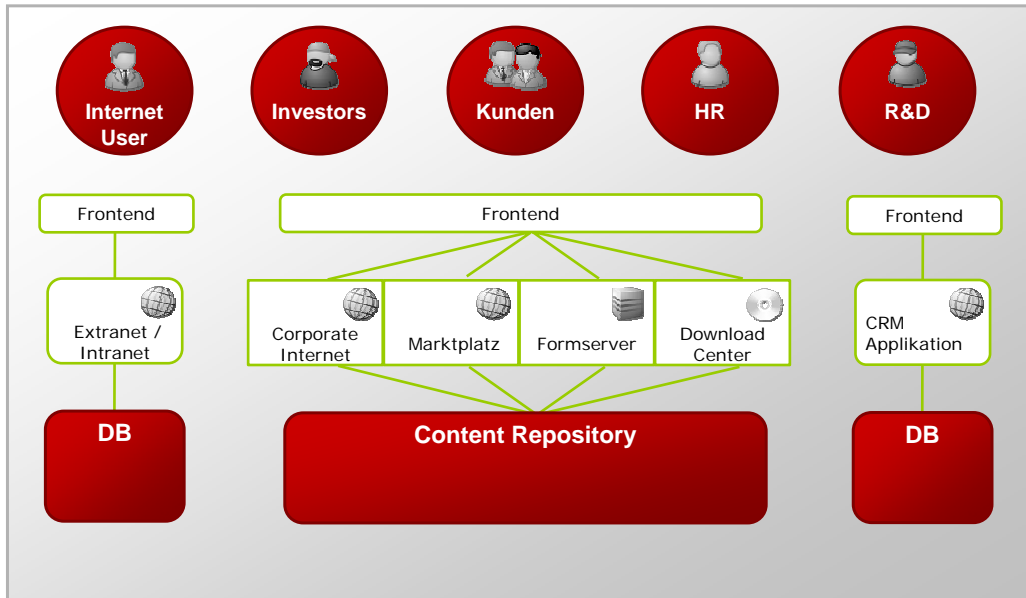 Internet
User
Investors
Kunden
HR
R&D
Frontend
Frontend
Frontend
Extranet /
Intranet
Corporate
Internet
Marktplatz
Formserver
Download
Center
CRM
Applikation
DB
Content Repository
DB